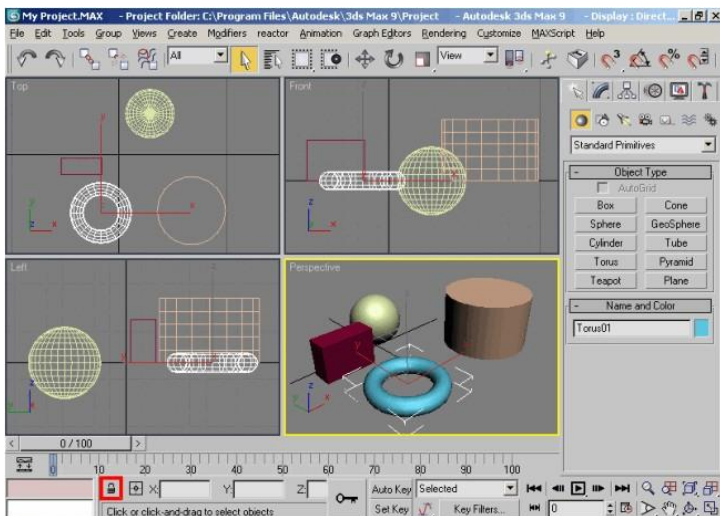 My Project.MAX - Project Folder: C:\Program Files\Autodesk\3ds Max 9\Project - Autodesk 3ds Max 9 - Display : Direct...
File Edit Tools Group Views Create Modifiers reactor Animation Graph Editors Rendering Customize MAXScript Help
All View
Top Front
y
x
z
x
y
x
z
x
Standard Primitives
- Object Type
AutoGrid
Box Cone
Sphere GeoSphere
Cylinder Tube
Torus Pyramid
Teapot Plane
- Name and Color
Torus01
Left Perspective
z
y
z
y
x
x
< 0 / 100 >
0 10 20 30 40 50 60 70 80 90 100
X: Y: Z: Auto Key Selected
Click or click-and-drag to select objects Set Key Key Filters... 0